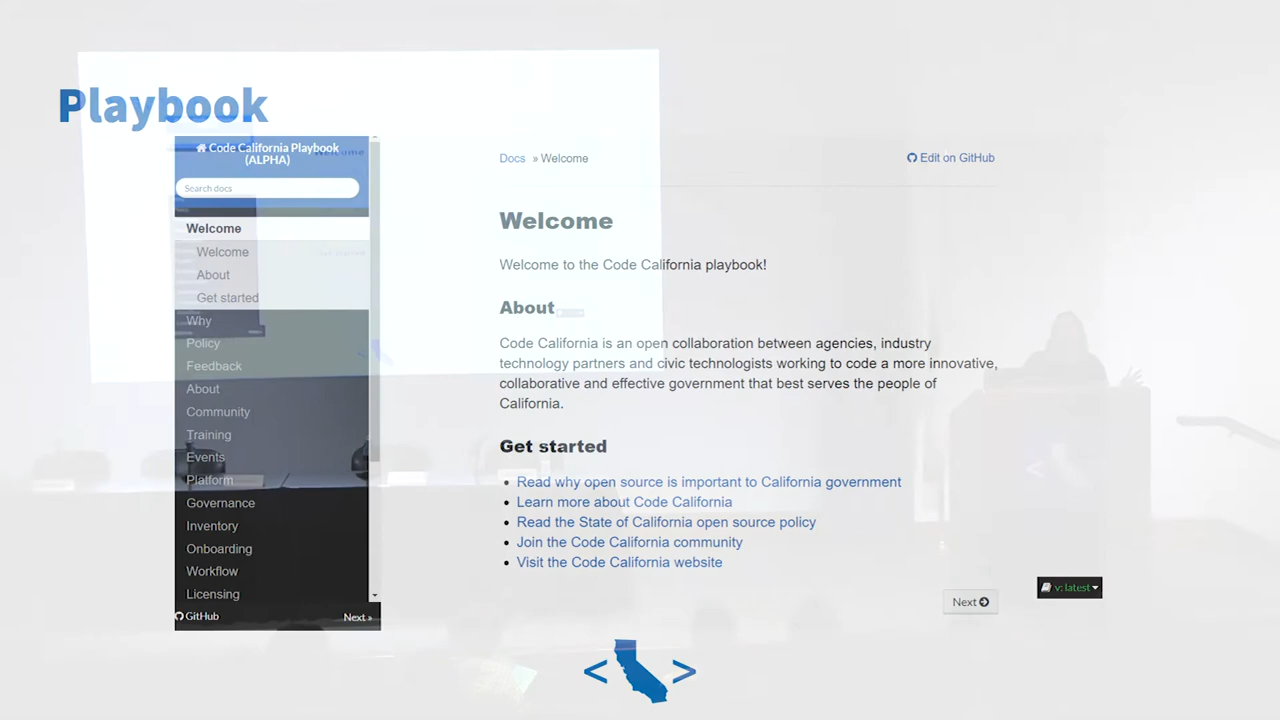 Playbook
Code California Playbook
(ALPHA)
Search docs
Welcome
Welcome
About
Get started
Why
Policy
Feedback
About
Community
Training
Events
Platform
Governance
Inventory
Onboarding
Workflow
Licensing
GitHub
Next »
Docs » Welcome
Edit on GitHub
Welcome
Welcome to the Code California playbook!
About
Code California is an open collaboration between agencies, industry
technology partners and civic technologists working to code a more innovative,
collaborative and effective government that best serves the people of
California.
Get started
• Read why open source is important to California government
• Learn more about Code California
• Read the State of California open source policy
• Join the Code California community
• Visit the Code California website
Next
v: latest
< >